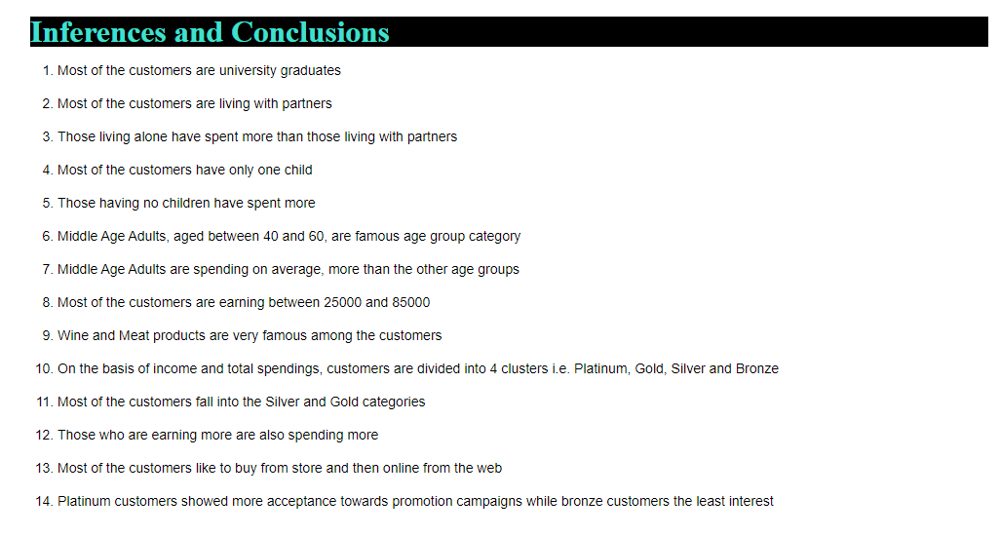 Inferences and Conclusions
1. Most of the customers are university graduates
2. Most of the customers are living with partners
3. Those living alone have spent more than those living with partners
4. Most of the customers have only one child
5. Those having no children have spent more
6. Middle Age Adults, aged between 40 and 60, are famous age group category
7. Middle Age Adults are spending on average, more than the other age groups
8. Most of the customers are earning between 25000 and 85000
9. Wine and Meat products are very famous among the customers
10. On the basis of income and total spendings, customers are divided into 4 clusters i.e. Platinum, Gold, Silver and Bronze
11. Most of the customers fall into the Silver and Gold categories
12. Those who are earning more are also spending more
13. Most of the customers like to buy from store and then online from the web
14. Platinum customers showed more acceptance towards promotion campaigns while bronze customers the least interest